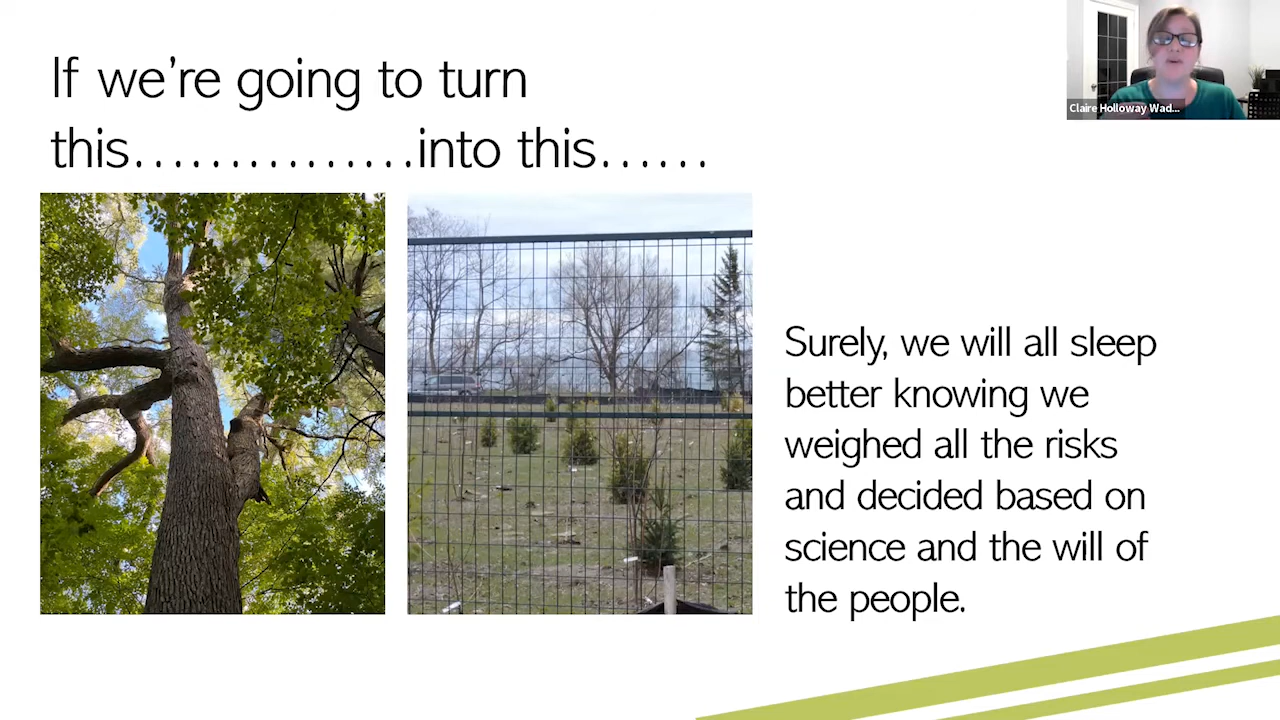 If we're going to turn
this...............into this......
Claire Holloway Wad...
Surely, we will all sleep
better knowing we
weighed all the risks
and decided based on
science and the will of
the people.